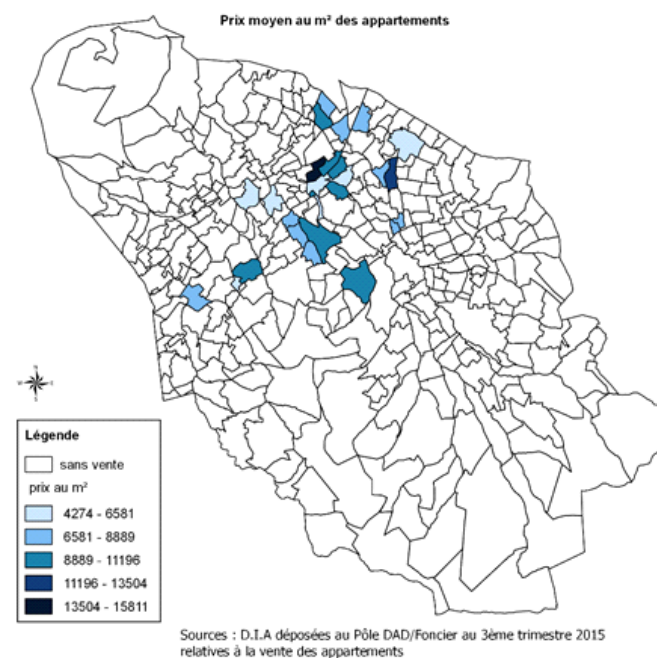 Prix moyen au m² des appartements
Légende
sans vente
prix au m²
4274 - 6581
6581 - 8889
8889 - 11196
11196 - 13504
13504 - 15811
Sources : D.I.A déposées au Pôle DAD/Foncier au 3ème trimestre 2015
relatives à la vente des appartements